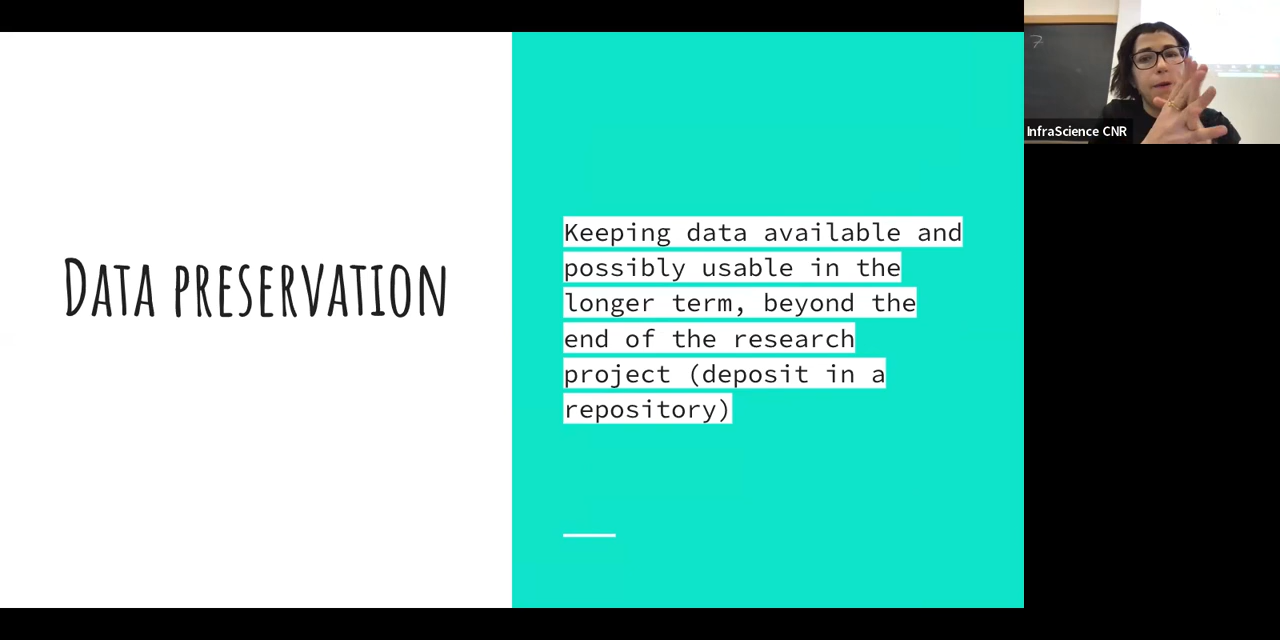 DATA PRESERVATION
Keeping data available and
possibly usable in the
longer term, beyond the
end of the research
project (deposit in a
repository)
InfraScience CNR
7